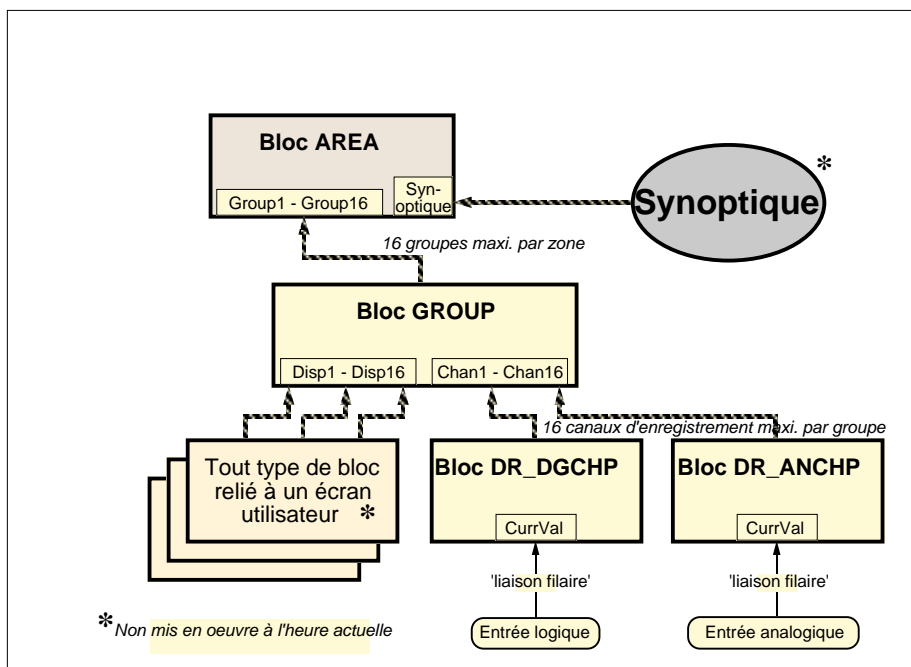 Bloc AREA
Group1 - Group16
Syn-
optique
*
Synoptique
16 groupes maxi. par zone
Bloc GROUP
Disp1 - Disp16
Chan1 - Chan16
16 canaux d'enregistrement maxi. par groupe
Tout type de bloc
relié à un écran
utilisateur *
Bloc DR_DGCHP
CurrVal
Bloc DR_ANCHP
CurrVal
'liaison filaire'
'liaison filaire'
*Non mis en oeuvre à l'heure actuelle
Entrée logique
Entrée analogique